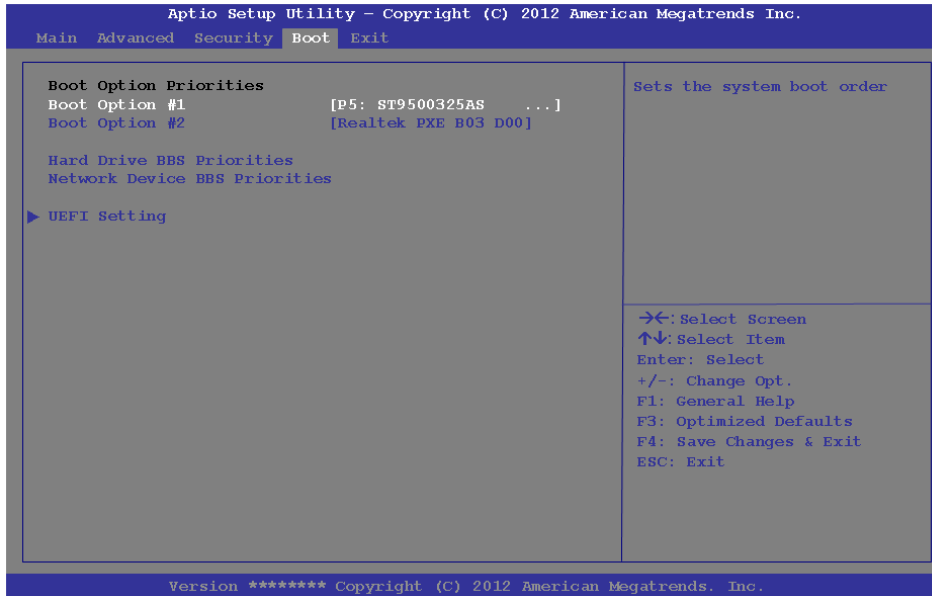 Aptio Setup Utility – Copyright (C) 2012 American Megatrends Inc.
Main Advanced Security Boot Exit
Boot Option Priorities
Boot Option #1 [P5: ST9500325AS ...]
Boot Option #2 [Realtek PXE B03 D00]
Hard Drive BBS Priorities
Network Device BBS Priorities
▶ UEFI Setting
Sets the system boot order
→←: Select Screen
↑↓: Select Item
Enter: Select
+/-: Change Opt.
F1: General Help
F3: Optimized Defaults
F4: Save Changes & Exit
ESC: Exit
Version ******** Copyright (C) 2012 American Megatrends. Inc.